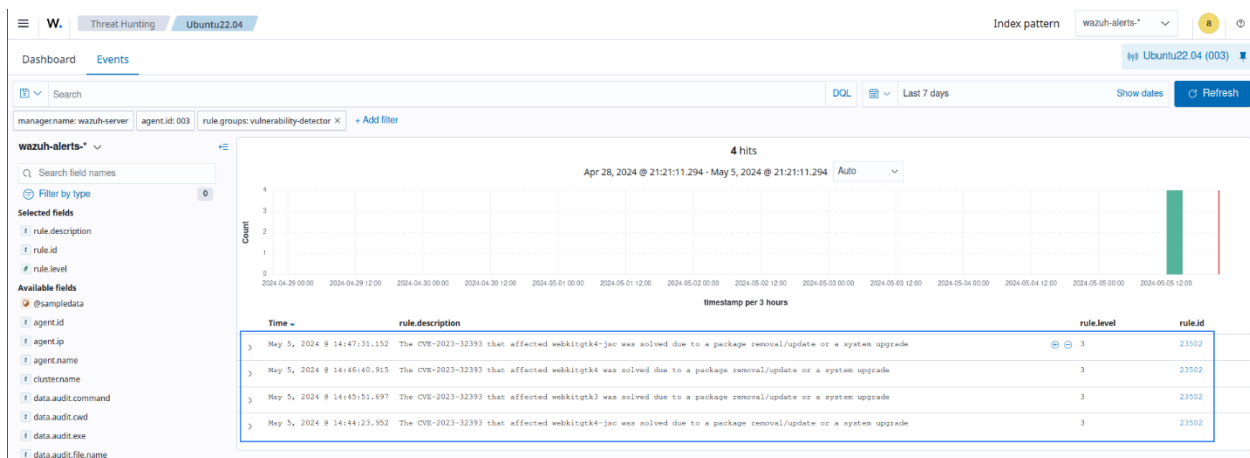 W. Threat Hunting Ubuntu22.04 Index pattern wazuh-alerts-* a
Dashboard Events Ubuntu22.04 (003)
Search DQL Last 7 days Show dates Refresh
manager.name: wazuh-server agent.id: 003 rule.groups: vulnerability-detector × + Add filter
wazuh-alerts-*
Search field names
Filter by type 0
Selected fields
t rule.description
t rule.id
# rule.level
Available fields
@sampledata
t agent.id
t agent.ip
t agent.name
t cluster.name
t data.audit.command
t data.audit.cwd
t data.audit.exe
t data.audit.file.name
4 hits
Apr 28, 2024 @ 21:21:11.294 - May 5, 2024 @ 21:21:11.294 Auto
Count
4
3
2
1
0
2024-04-29 00:00 2024-04-29 12:00 2024-04-30 00:00 2024-04-30 12:00 2024-05-01 00:00 2024-05-01 12:00 2024-05-02 00:00 2024-05-02 12:00 2024-05-03 00:00 2024-05-03 12:00 2024-05-04 00:00 2024-05-04 12:00 2024-05-05 00:00 2024-05-05 12:00
timestamp per 3 hours
Time rule.description rule.level rule.id
May 5, 2024 @ 14:47:31.152 The CVE-2023-32393 that affected webkitgtk4-jsc was solved due to a package removal/update or a system upgrade 3 23502
May 5, 2024 @ 14:46:40.915 The CVE-2023-32393 that affected webkitgtk4 was solved due to a package removal/update or a system upgrade 3 23502
May 5, 2024 @ 14:45:51.697 The CVE-2023-32393 that affected webkitgtk3 was solved due to a package removal/update or a system upgrade 3 23502
May 5, 2024 @ 14:44:23.952 The CVE-2023-32393 that affected webkitgtk4-jsc was solved due to a package removal/update or a system upgrade 3 23502